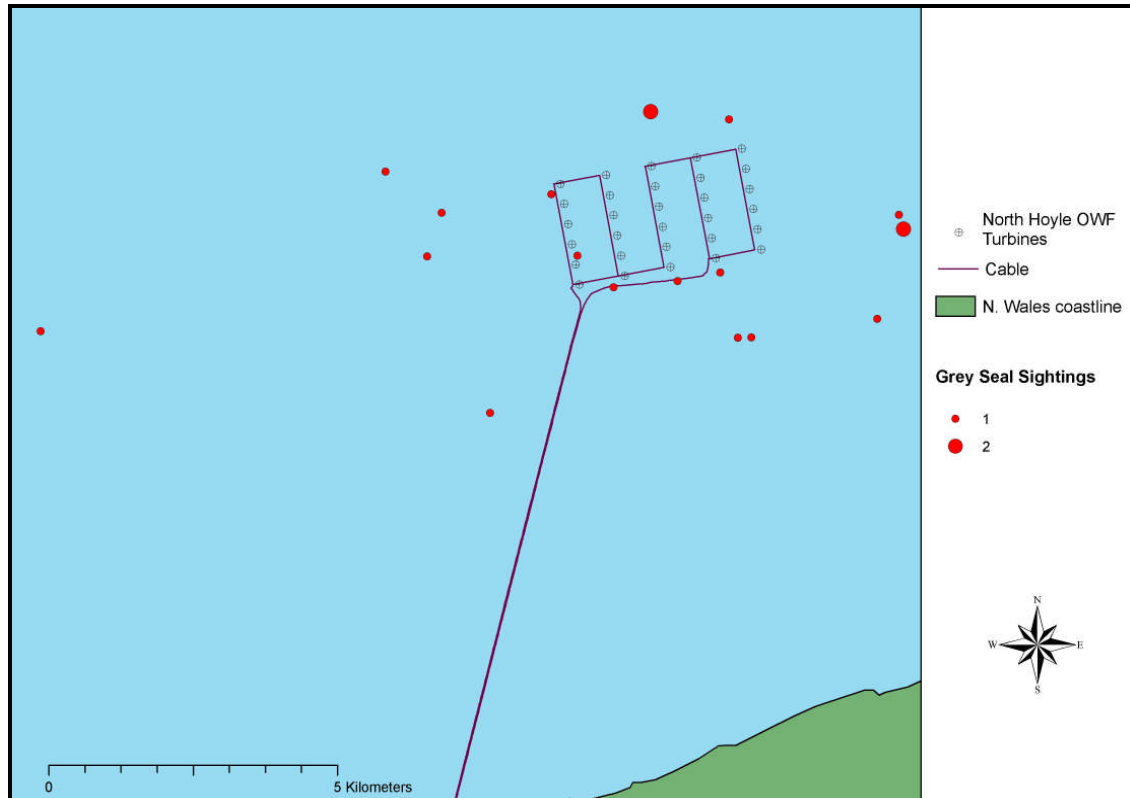 North Hoyle OWF
Turbines
Cable
N. Wales coastline
Grey Seal Sightings
1
2
N
W E
S
0 5 Kilometers